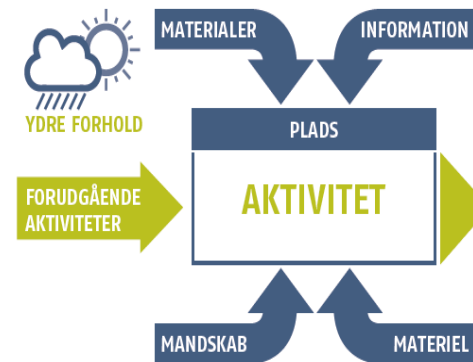 MATERIALER
INFORMATION
YDRE FORHOLD
PLADS
FORUDGÅENDE
AKTIVITETER
AKTIVITET
MANDSKAB
MATERIEL